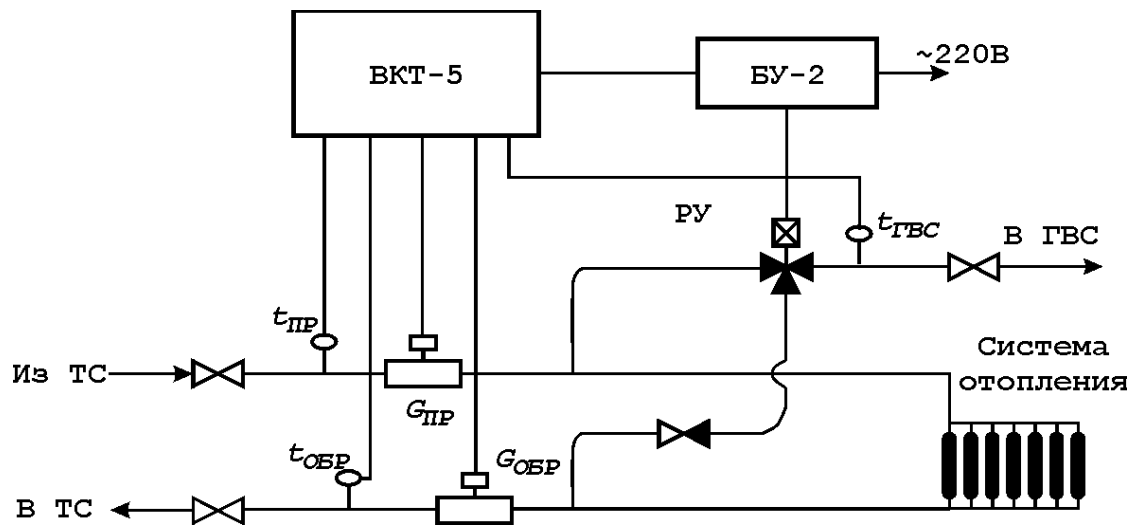 ВКТ-5
БУ-2
~220В
РУ
tГВС
В ГВС
tПР
Из ТС
GПР
Система
отопления
tОБР
GОБР
В ТС